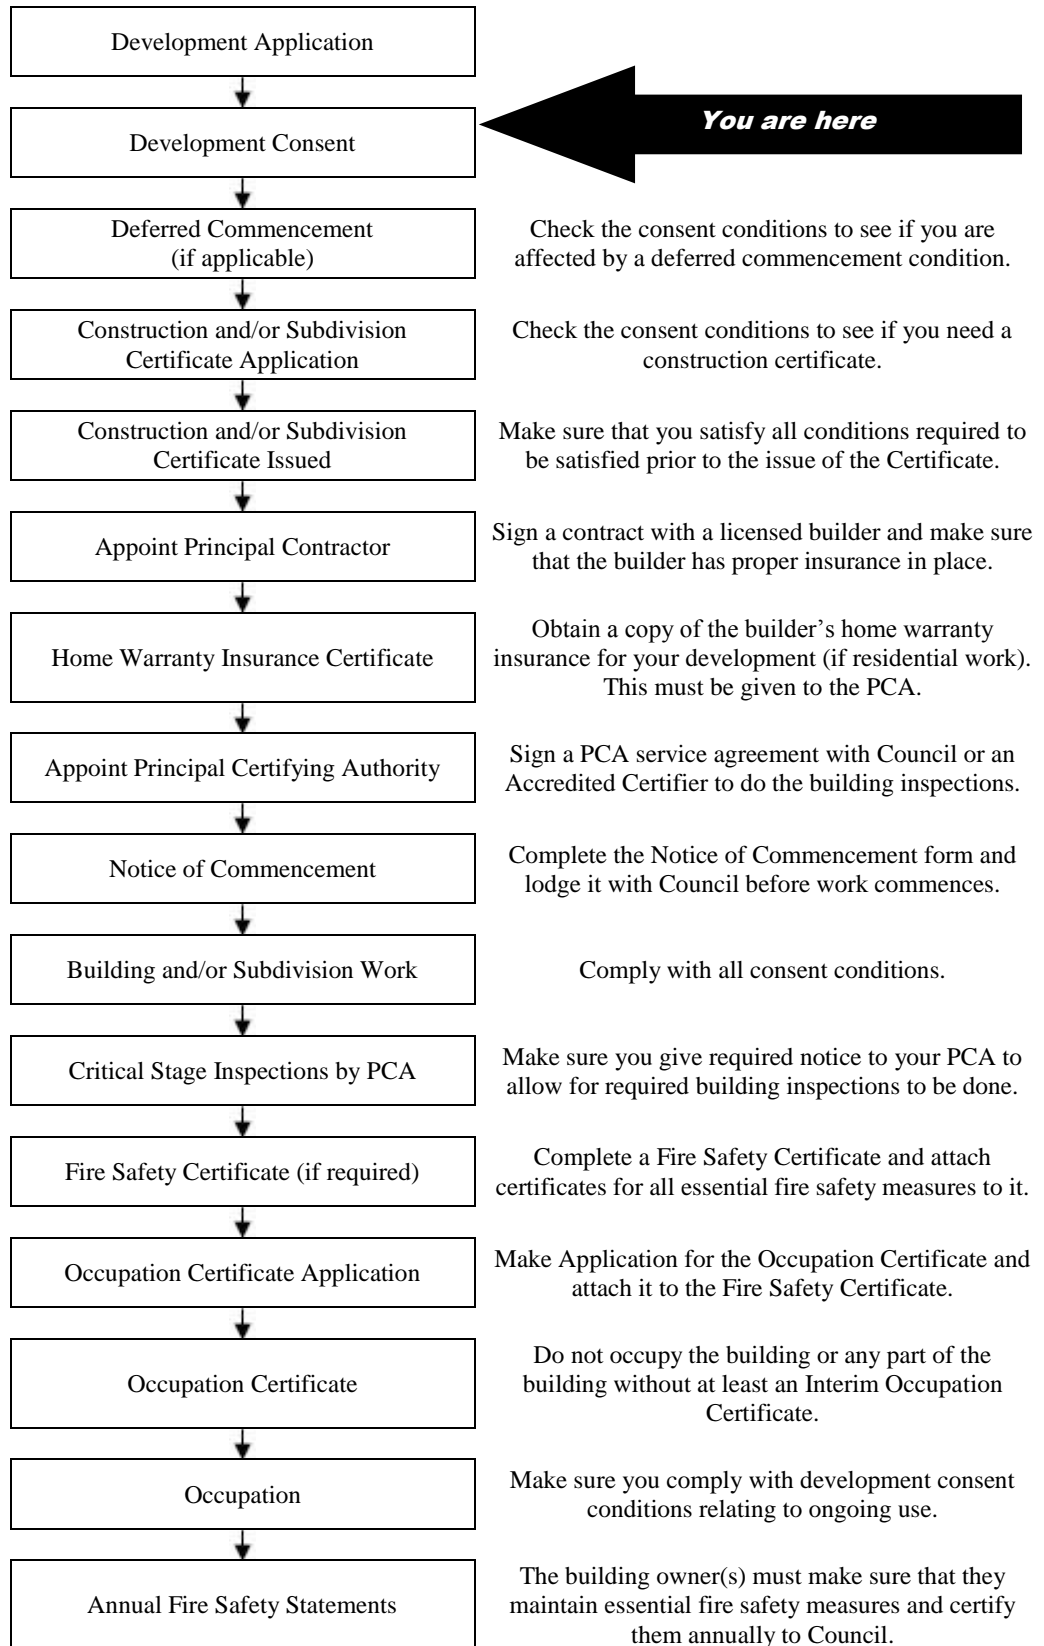 Development Application
Development Consent
You are here
Deferred Commencement
(if applicable)
Check the consent conditions to see if you are
affected by a deferred commencement condition.
Construction and/or Subdivision
Certificate Application
Check the consent conditions to see if you need a
construction certificate.
Construction and/or Subdivision
Certificate Issued
Make sure that you satisfy all conditions required to
be satisfied prior to the issue of the Certificate.
Appoint Principal Contractor
Sign a contract with a licensed builder and make sure
that the builder has proper insurance in place.
Home Warranty Insurance Certificate
Obtain a copy of the builder’s home warranty
insurance for your development (if residential work).
This must be given to the PCA.
Appoint Principal Certifying Authority
Sign a PCA service agreement with Council or an
Accredited Certifier to do the building inspections.
Notice of Commencement
Complete the Notice of Commencement form and
lodge it with Council before work commences.
Building and/or Subdivision Work
Comply with all consent conditions.
Critical Stage Inspections by PCA
Make sure you give required notice to your PCA to
allow for required building inspections to be done.
Fire Safety Certificate (if required)
Complete a Fire Safety Certificate and attach
certificates for all essential fire safety measures to it.
Occupation Certificate Application
Make Application for the Occupation Certificate and
attach it to the Fire Safety Certificate.
Occupation Certificate
Do not occupy the building or any part of the
building without at least an Interim Occupation
Certificate.
Occupation
Make sure you comply with development consent
conditions relating to ongoing use.
Annual Fire Safety Statements
The building owner(s) must make sure that they
maintain essential fire safety measures and certify
them annually to Council.